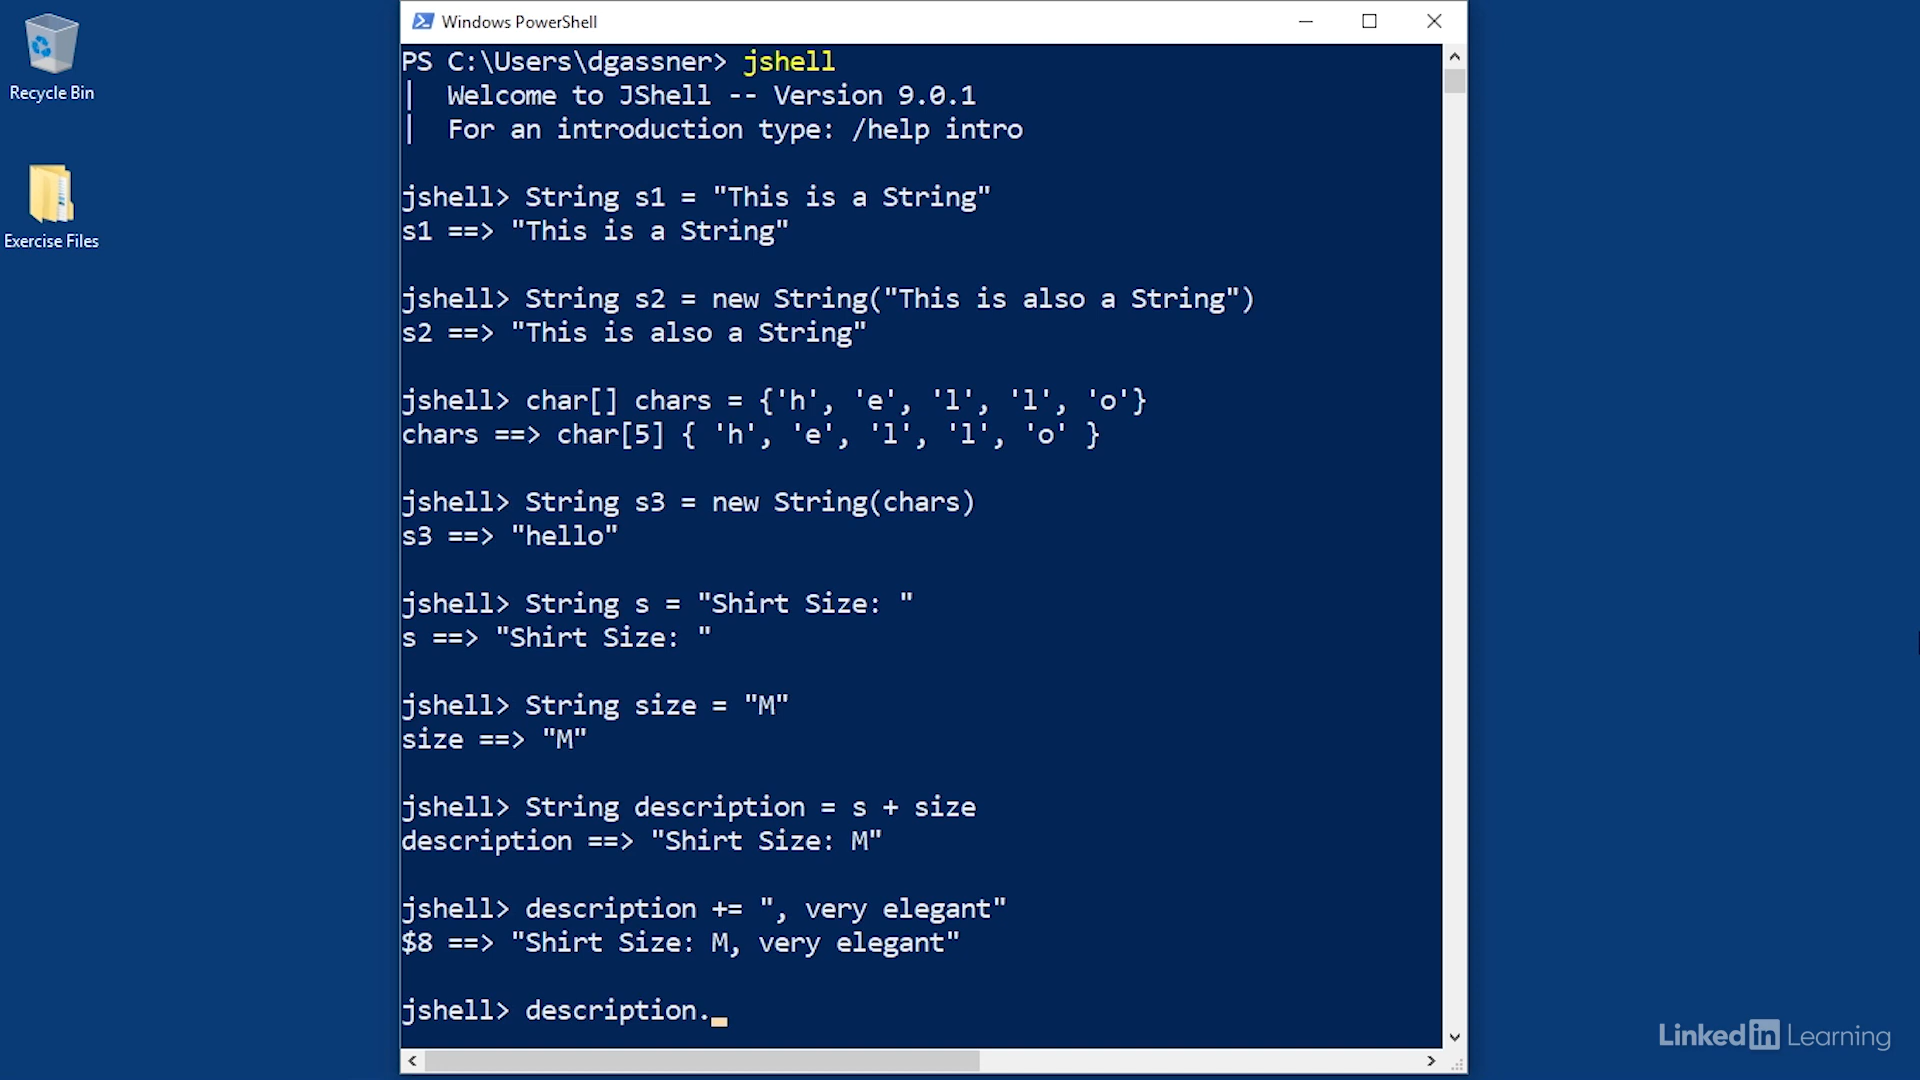 Recycle Bin
Exercise Files
Windows PowerShell
PS C:\Users\dgassner> jshell
|  Welcome to JShell -- Version 9.0.1
|  For an introduction type: /help intro
jshell> String s1 = "This is a String"
s1 ==> "This is a String"
jshell> String s2 = new String("This is also a String")
s2 ==> "This is also a String"
jshell> char[] chars = {'h', 'e', 'l', 'l', 'o'}
chars ==> char[5] { 'h', 'e', 'l', 'l', 'o' }
jshell> String s3 = new String(chars)
s3 ==> "hello"
jshell> String s = "Shirt Size: "
s ==> "Shirt Size: "
jshell> String size = "M"
size ==> "M"
jshell> String description = s + size
description ==> "Shirt Size: M"
jshell> description += ", very elegant"
$8 ==> "Shirt Size: M, very elegant"
jshell> description.
LinkedIn Learning